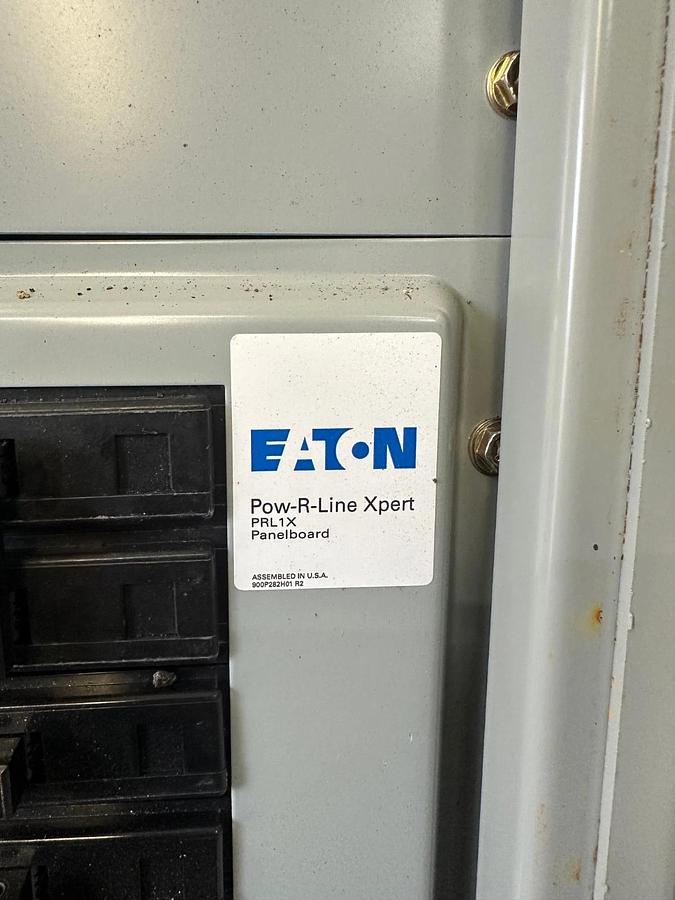 EATON
Pow-R-Line Xpert
PRL1X
Panelboard
ASSEMBLED IN U.S.A.
900P282H01 R2